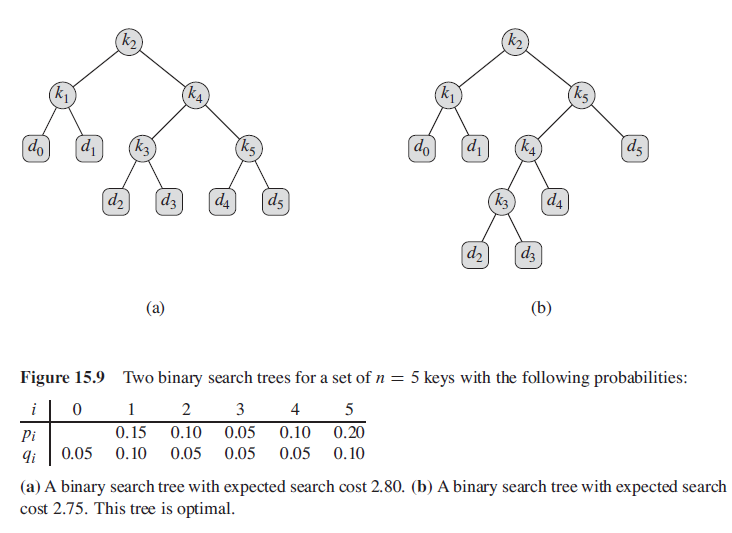 k2 k2
k1 k4 k1 k5
d0 d1 k3 k5 d0 d1 k4 d5
d2 d3 d4 d5 k3 d4
d2 d3
(a) (b)
Figure 15.9 Two binary search trees for a set of n = 5 keys with the following probabilities:
i 0 1 2 3 4 5
pi 0.15 0.10 0.05 0.10 0.20
qi 0.05 0.10 0.05 0.05 0.05 0.10
(a) A binary search tree with expected search cost 2.80. (b) A binary search tree with expected search
cost 2.75. This tree is optimal.